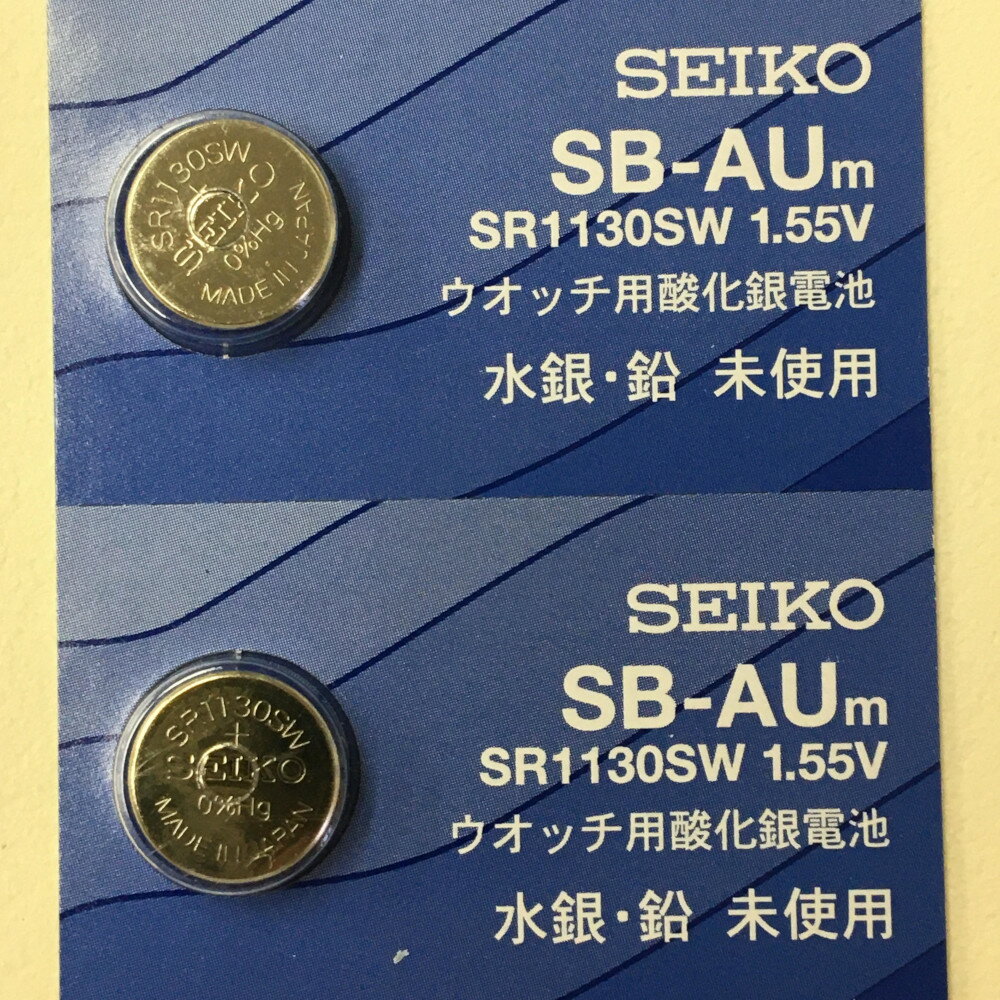 SR1130SW
+
SEIKO
0%Hg
MADE IN JAPAN
SEIKO
SB-AUm
SR1130SW 1.55V
ウオッチ用酸化銀電池
水銀・鉛 未使用
SR1130SW
+
SEIKO
0%Hg
MADE IN JAPAN
SEIKO
SB-AUm
SR1130SW 1.55V
ウオッチ用酸化銀電池
水銀・鉛 未使用